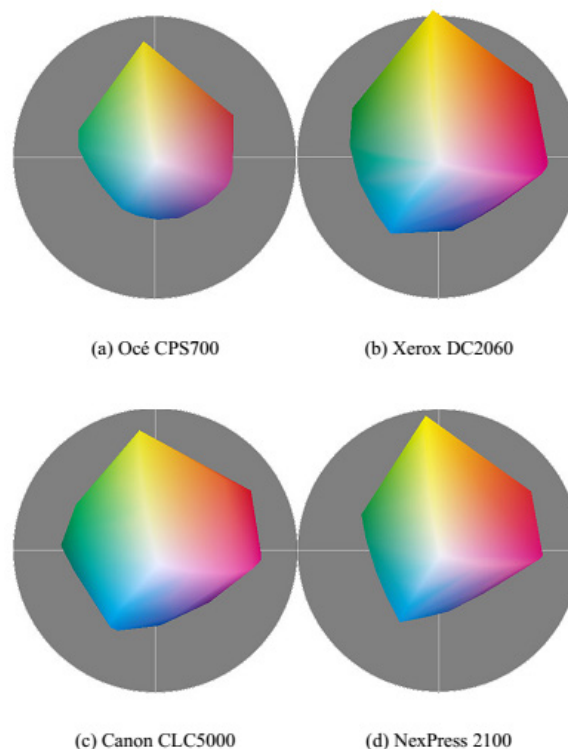 (a) Océ CPS700
(b) Xerox DC2060
(c) Canon CLC5000
(d) NexPress 2100